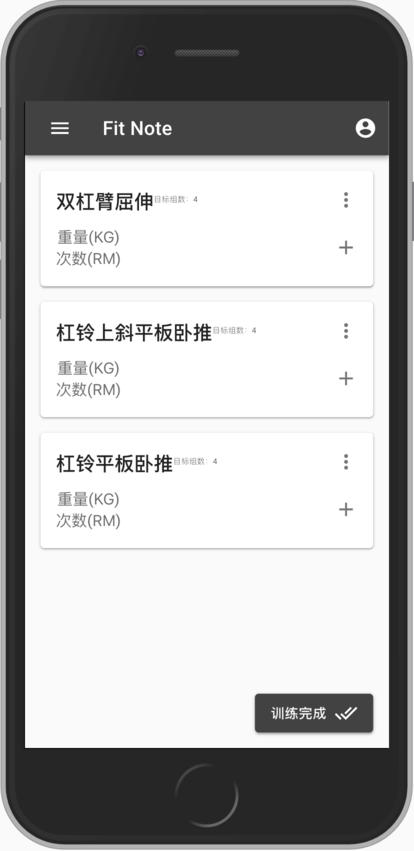 Fit Note
双杠臂屈伸目标组数: 4
重量(KG)
次数(RM)
杠铃上斜平板卧推目标组数: 4
重量(KG)
次数(RM)
杠铃平板卧推目标组数: 4
重量(KG)
次数(RM)
训练完成